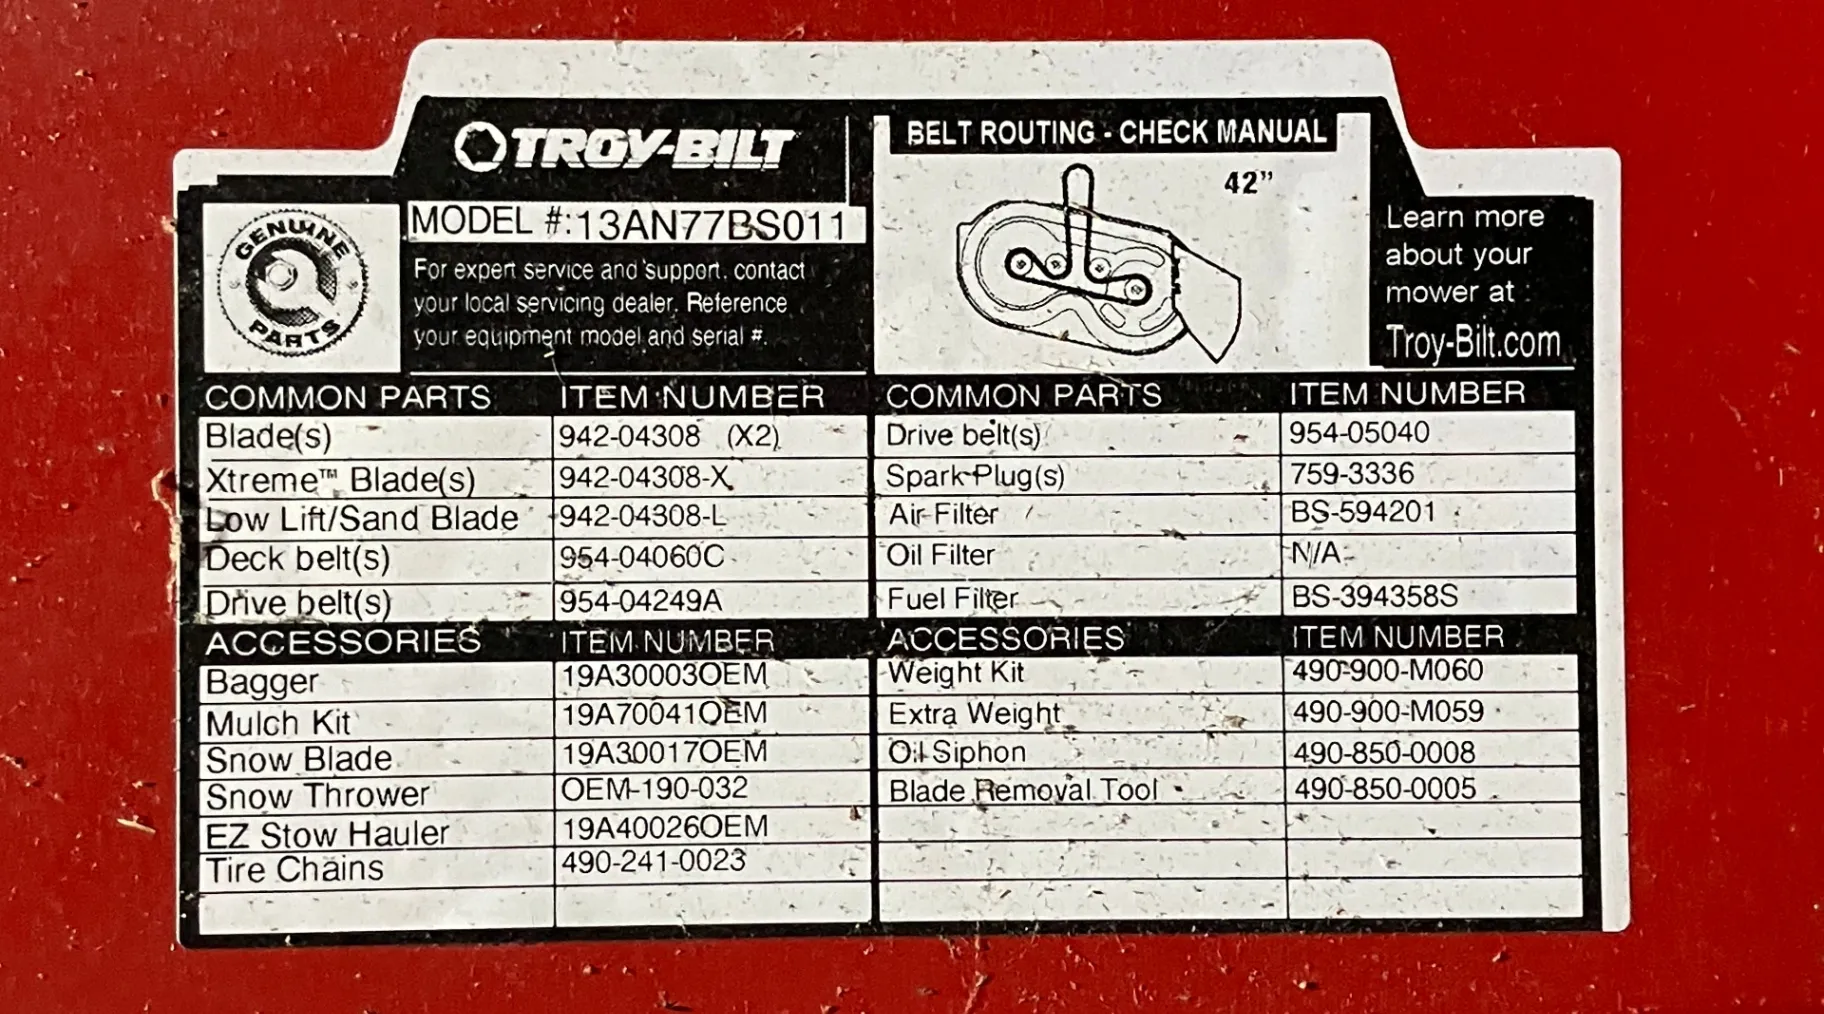 TROY-BILT
GENUINE
PARTS
MODEL #:13AN77BS011
For expert service and support, contact
your local servicing dealer. Reference
your equipment model and serial #.
BELT ROUTING - CHECK MANUAL
42”
Learn more
about your
mower at :
Troy-Bilt.com
COMMON PARTS ITEM NUMBER COMMON PARTS ITEM NUMBER
Blade(s) 942-04308 (X2) Drive belt(s) 954-05040
Xtreme™ Blade(s) 942-04308-X Spark Plug(s) 759-3336
Low Lift/Sand Blade 942-04308-L Air Filter BS-594201
Deck belt(s) 954-04060C Oil Filter N/A
Drive belt(s) 954-04249A Fuel Filter BS-394358S
ACCESSORIES ITEM NUMBER ACCESSORIES ITEM NUMBER
Bagger 19A30003OEM Weight Kit 490-900-M060
Mulch Kit 19A70041OEM Extra Weight 490-900-M059
Snow Blade 19A30017OEM Oil Siphon 490-850-0008
Snow Thrower OEM-190-032 Blade Removal Tool 490-850-0005
EZ Stow Hauler 19A40026OEM
Tire Chains 490-241-0023